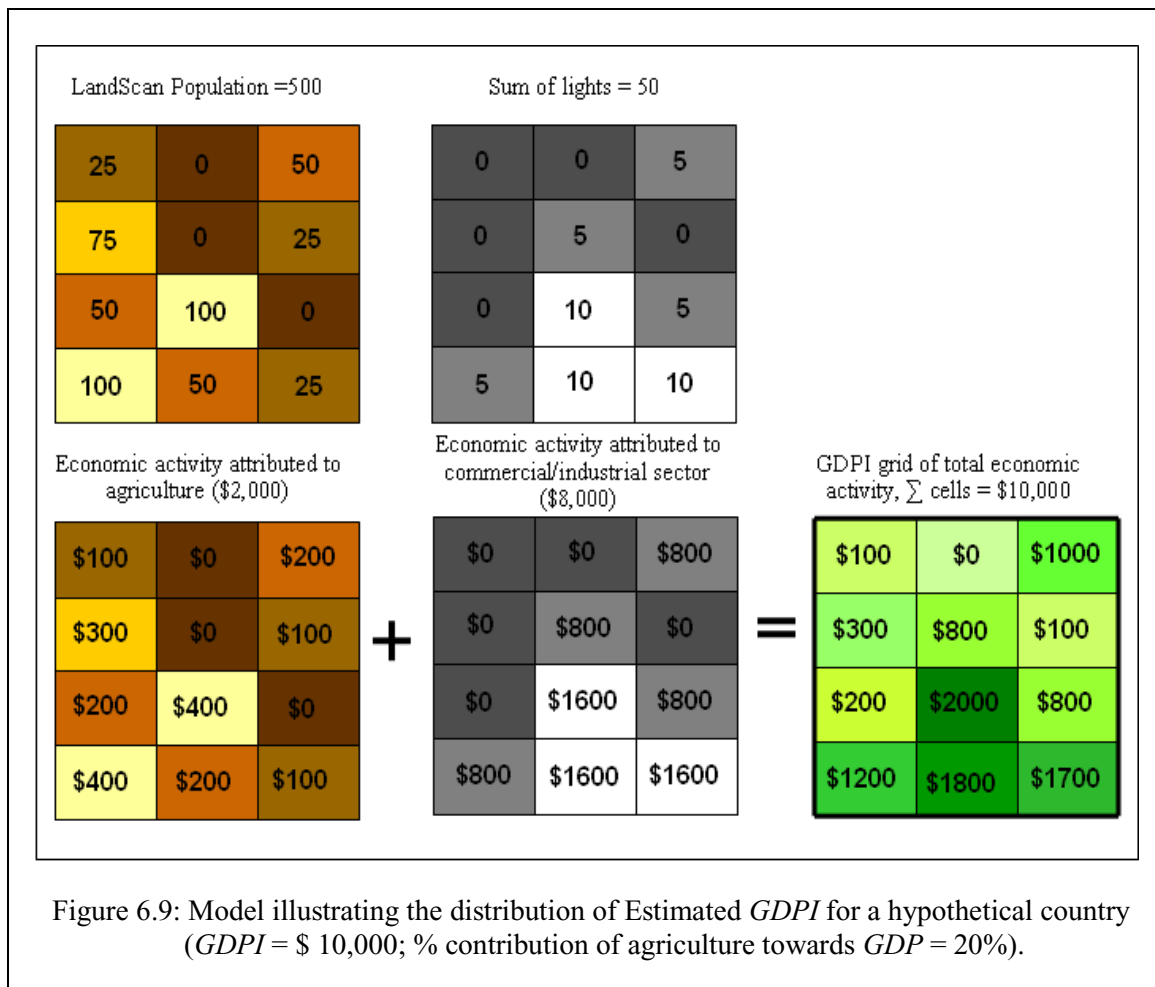 LandScan Population =500
Sum of lights = 50
25 0 50
75 0 25
50 100 0
100 50 25
0 0 5
0 5 0
0 10 5
5 10 10
Economic activity attributed to
agriculture ($2,000)
Economic activity attributed to
commercial/industrial sector
($8,000)
GDPI grid of total economic
activity, ∑ cells = $10,000
$100 $0 $200
$300 $0 $100
$200 $400 $0
$400 $200 $100
+
$0 $0 $800
$0 $800 $0
$0 $1600 $800
$800 $1600 $1600
=
$100 $0 $1000
$300 $800 $100
$200 $2000 $800
$1200 $1800 $1700
Figure 6.9: Model illustrating the distribution of Estimated GDPI for a hypothetical country
(GDPI = $ 10,000; % contribution of agriculture towards GDP = 20%).